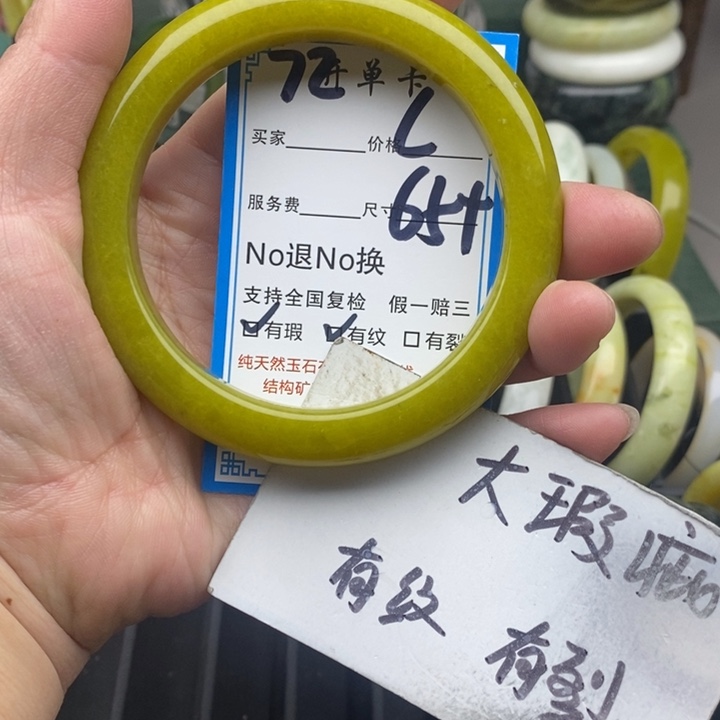 72 开单卡
买家 价格 L
服务费 尺寸 65+
No退No换
支持全国复检 假一赔三
☑有瑕 ☑有纹 □有裂
纯天然玉石
结构矿
大瑕疵
有纹 有到